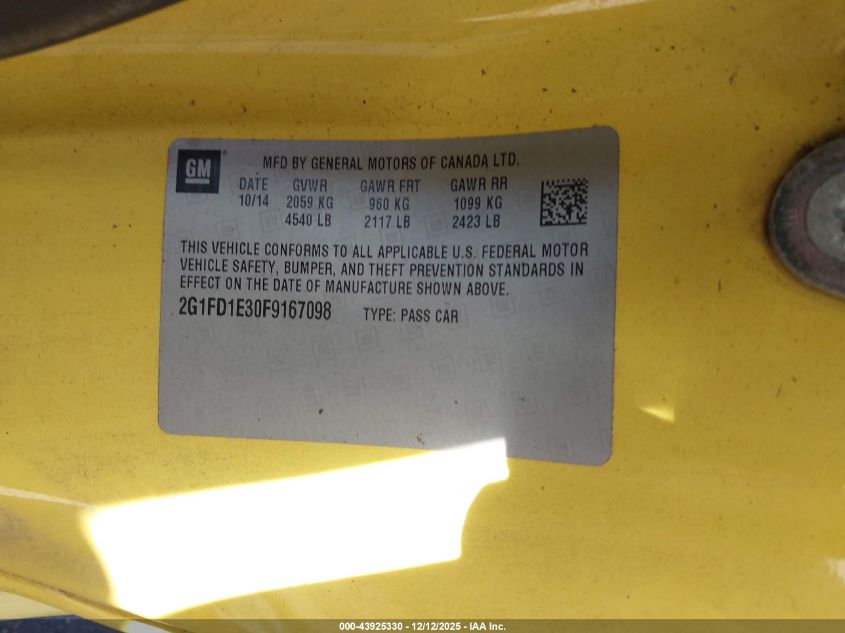 GM®
MFD BY GENERAL MOTORS OF CANADA LTD.
DATE GVWR GAWR FRT GAWR RR
10/14 2059 KG 960 KG 1099 KG
4540 LB 2117 LB 2423 LB
THIS VEHICLE CONFORMS TO ALL APPLICABLE U.S. FEDERAL MOTOR
VEHICLE SAFETY, BUMPER, AND THEFT PREVENTION STANDARDS IN
EFFECT ON THE DATE OF MANUFACTURE SHOWN ABOVE.
2G1FD1E30F9167098 TYPE: PASS CAR
000-43925330 - 12/12/2025 - IAA Inc.